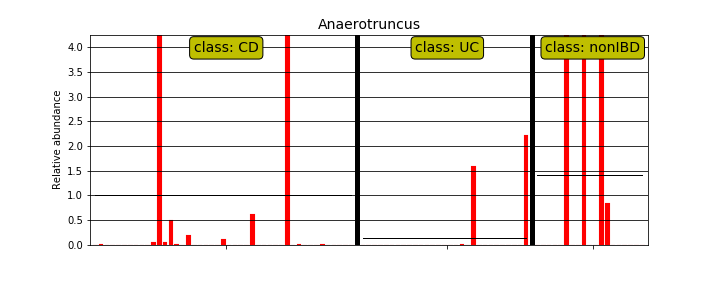 Anaerotruncus
class: CD
class: UC
class: nonIBD
Relative abundance
4.0
3.5
3.0
2.5
2.0
1.5
1.0
0.5
0.0